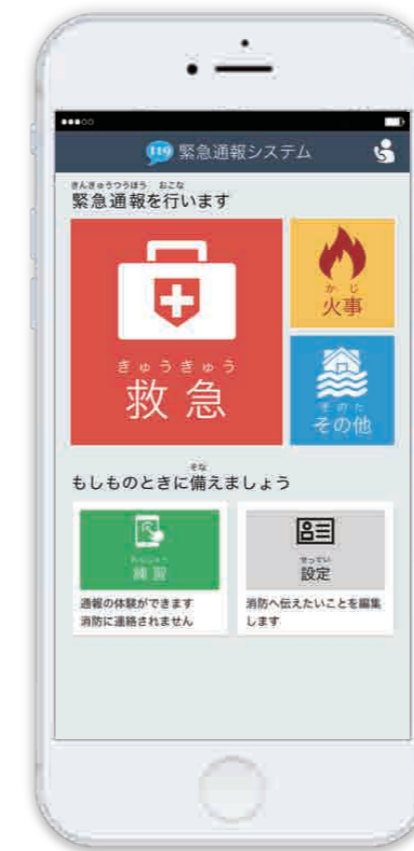 119 緊急通報システム
きんきゅうつうほう おこな
緊急通報を行います
きゅうきゅう
救急
かじ
火事
そのた
その他
そな
もしものときに備えましょう
れんしゅう
練習
通報の体験ができます
消防に連絡されません
せってい
設定
消防へ伝えたいことを編集
します